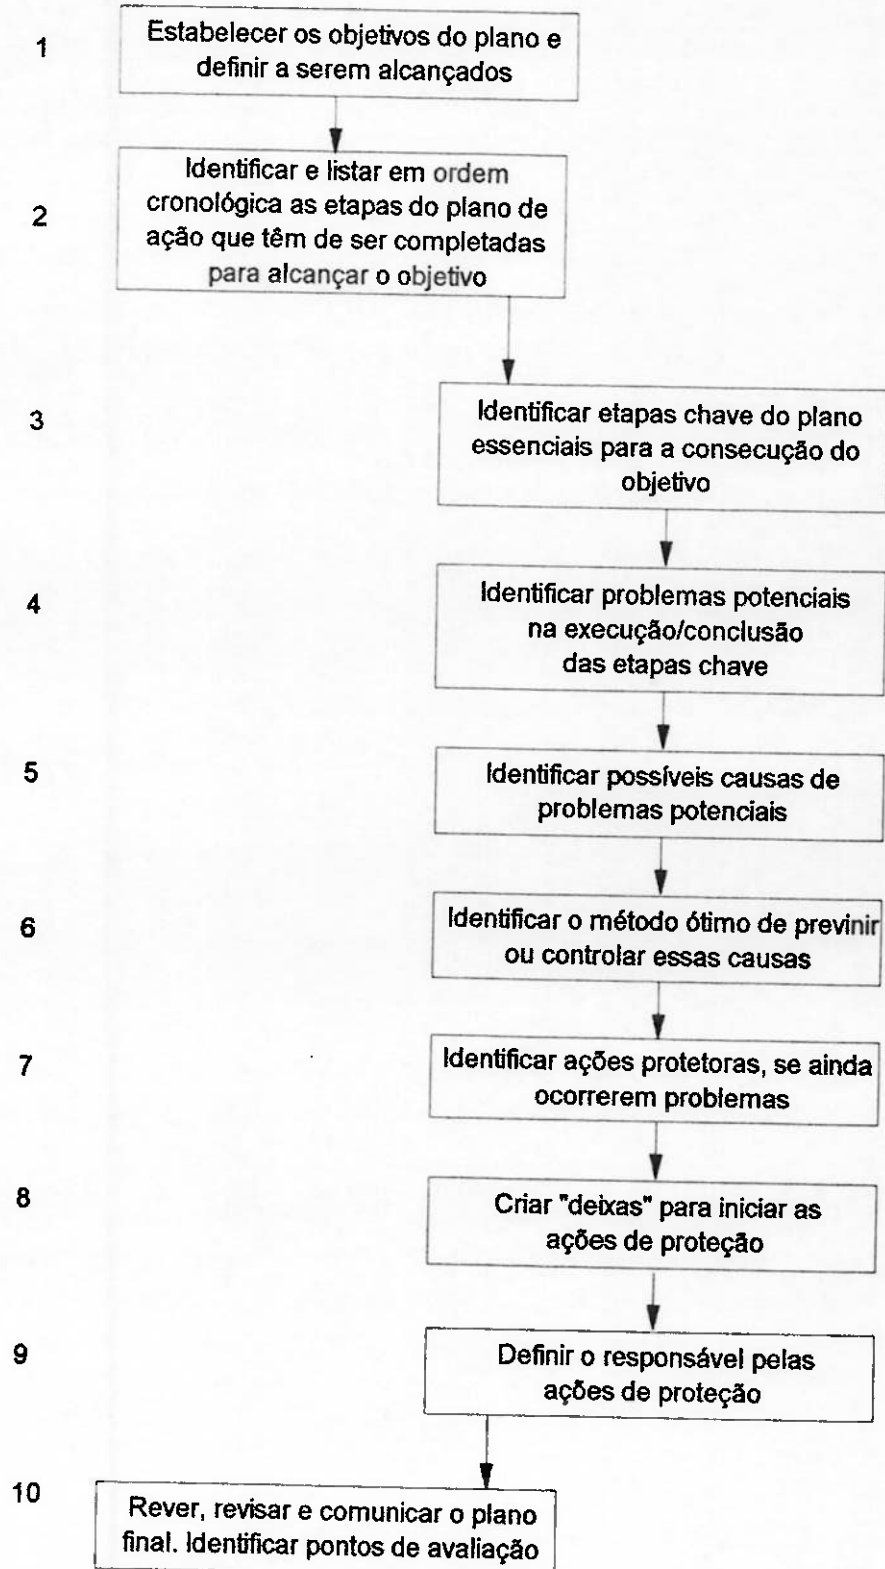 1
Estabelecer os objetivos do plano e
definir a serem alcançados
2
Identificar e listar em ordem
cronológica as etapas do plano de
ação que têm de ser completadas
para alcançar o objetivo
3
Identificar etapas chave do plano
essenciais para a consecução do
objetivo
4
Identificar problemas potenciais
na execução/conclusão
das etapas chave
5
Identificar possíveis causas de
problemas potenciais
6
Identificar o método ótimo de previnir
ou controlar essas causas
7
Identificar ações protetoras, se ainda
ocorrerem problemas
8
Criar "deixas" para iniciar as
ações de proteção
9
Definir o responsável pelas
ações de proteção
10
Rever, revisar e comunicar o plano
final. Identificar pontos de avaliação